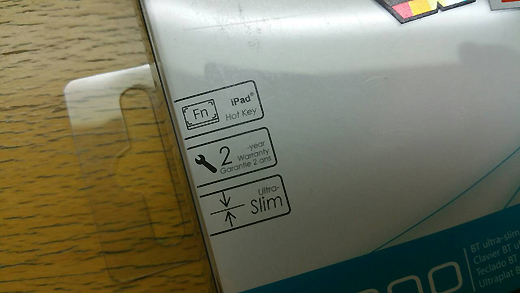 Fn
iPad®
Hot Key
2
-year
Warranty
Garantie 2 ans
Ultra-
Slim
BT ultra-slim
Clavier BT
Teclado BT
Ultraplat